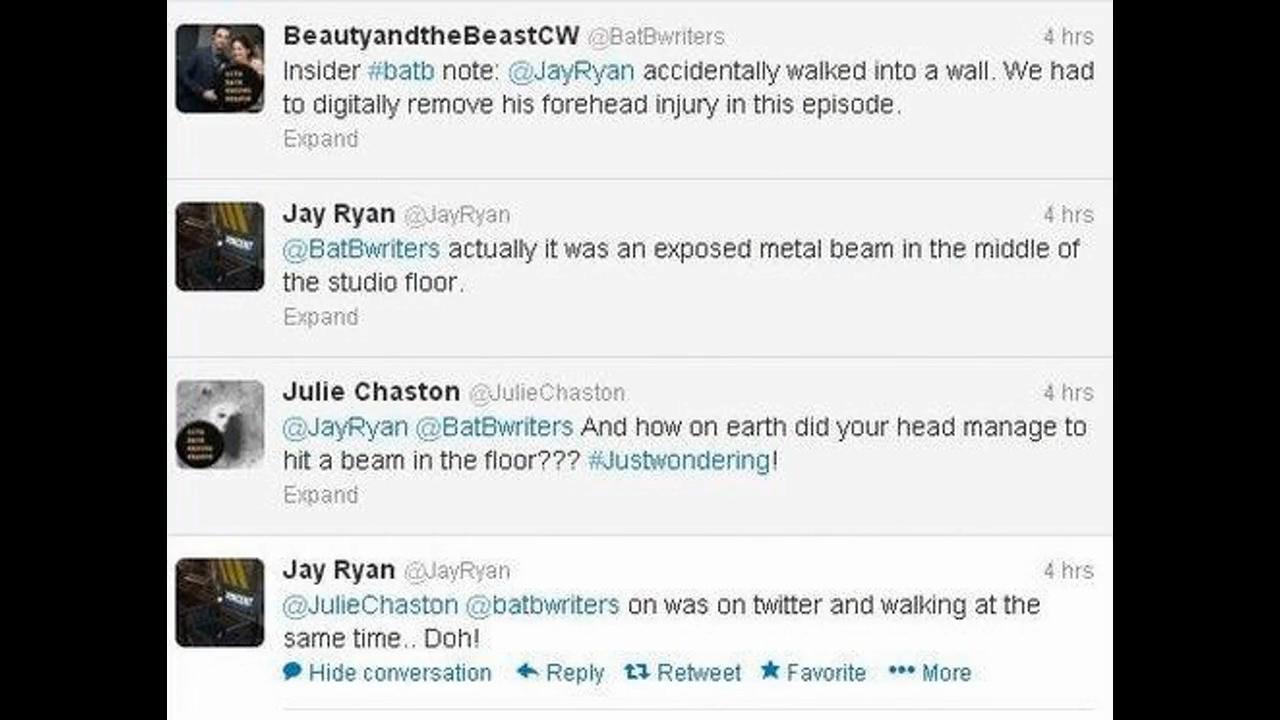 BeautyandtheBeastCW @BatBwriters 4 hrs
Insider #batb note: @JayRyan accidentally walked into a wall. We had
to digitally remove his forehead injury in this episode.
Expand
Jay Ryan @JayRyan 4 hrs
@BatBwriters actually it was an exposed metal beam in the middle of
the studio floor.
Expand
Julie Chaston @JulieChaston 4 hrs
@JayRyan @BatBwriters And how on earth did your head manage to
hit a beam in the floor??? #Justwondering!
Expand
Jay Ryan @JayRyan 4 hrs
@JulieChaston @batbwriters on was on twitter and walking at the
same time.. Doh!
Hide conversation Reply Retweet Favorite More